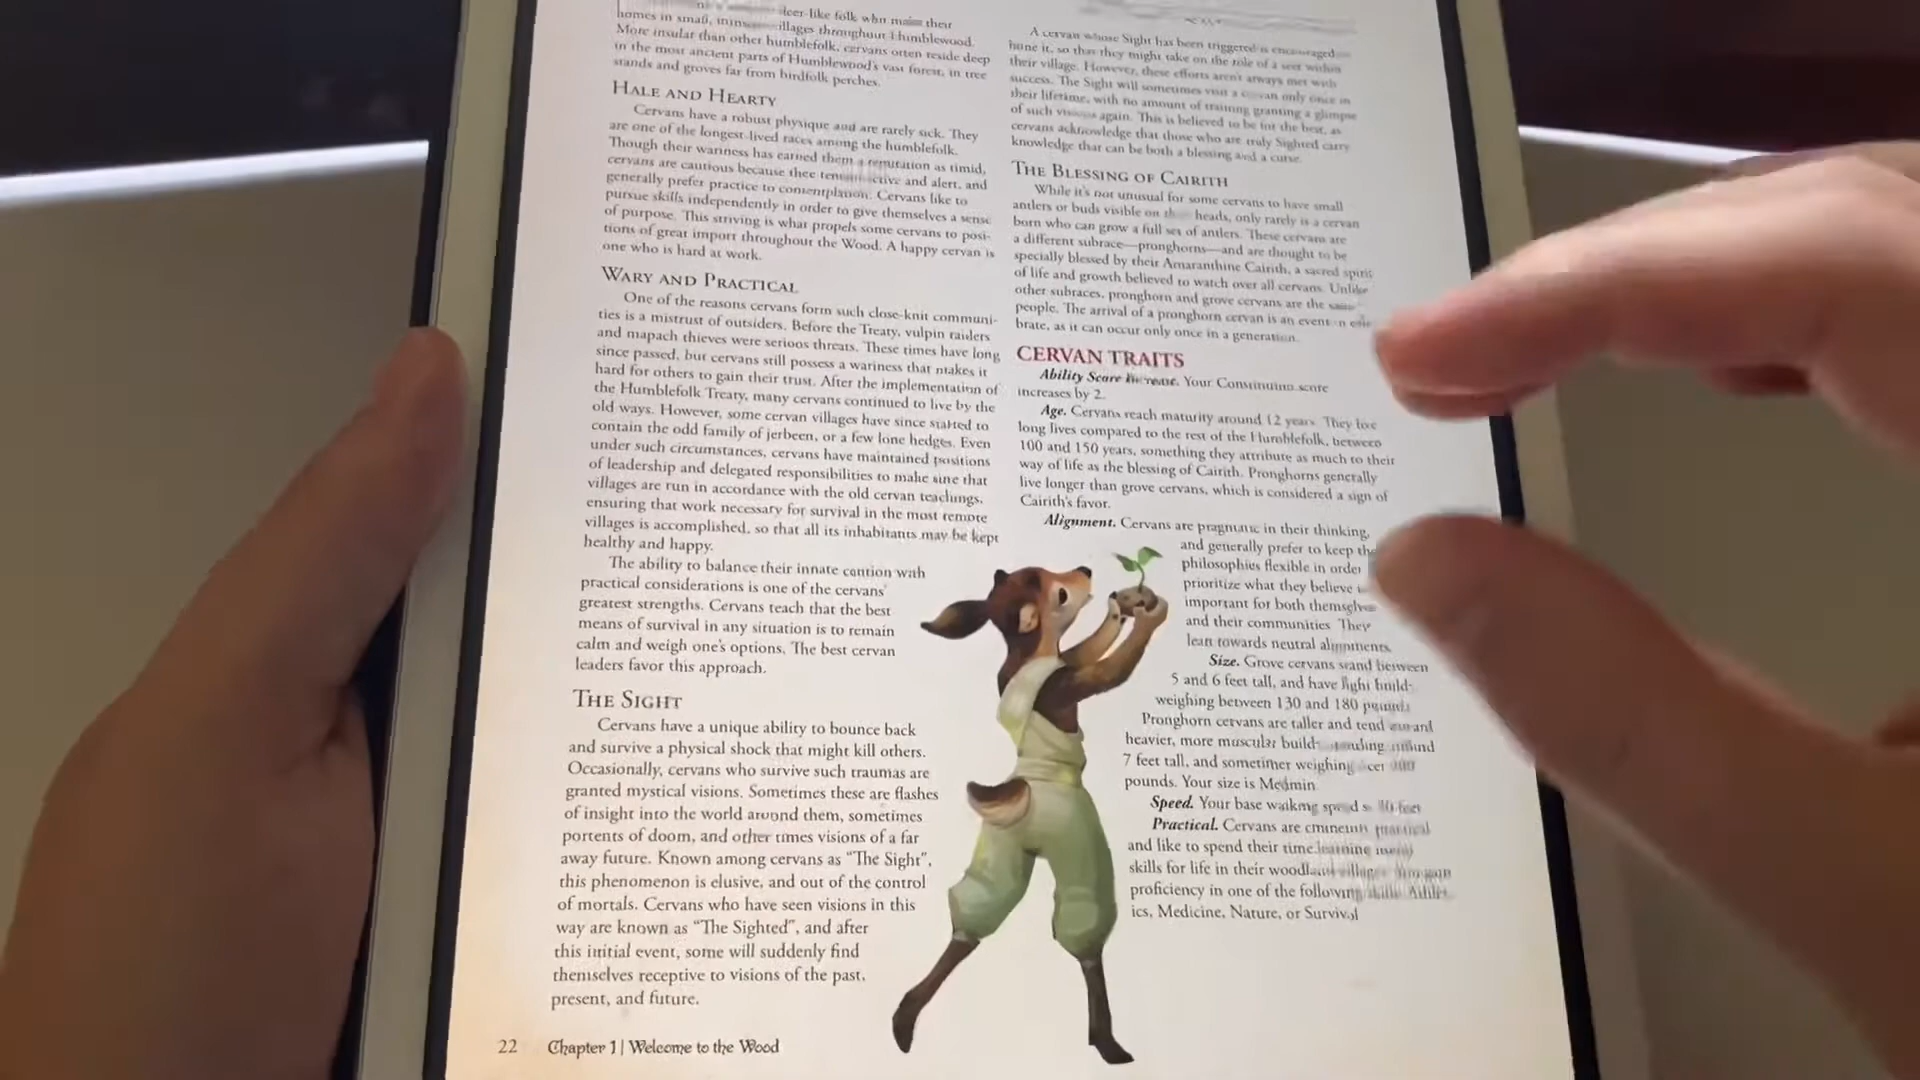 deer-like folk who make their
homes in small, villages throughout Humblewood.
More insular than other humblefolk, cervans often reside deep
in the most ancient parts of Humblewood's vast forest, in tree
stands and groves far from birdfolk perches.
HALE AND HEARTY
Cervans have a robust physique and are rarely sick. They
are one of the longest-lived races among the humblefolk.
Though their wariness has earned them a reputation as timid,
cervans are cautious because and alert, and
generally prefer practice to contemplation. Cervans like to
pursue skills independently in order to give themselves a sense
of purpose. This striving is what propels some cervans to posi-
tions of great import throughout the Wood. A happy cervan is
one who is hard at work.
WARY AND PRACTICAL
One of the reasons cervans form such close-knit communi-
ties is a mistrust of outsiders. Before the Treaty, vulpin raiders
and mapach thieves were serious threats. These times have long
since passed, but cervans still possess a wariness that makes it
hard for others to gain their trust. After the implementation of
the Humblefolk Treaty, many cervans continued to live by the
old ways. However, some cervan villages have since started to
contain the odd family of jerbeen, or a few lone hedges. Even
under such circumstances, cervans have maintained positions
of leadership and delegated responsibilities to make sure that
villages are run in accordance with the old cervan teachings,
ensuring that work necessary for survival in the most remote
villages is accomplished, so that all its inhabitants may be kept
healthy and happy.
The ability to balance their innate caution with
practical considerations is one of the cervans'
greatest strengths. Cervans teach that the best
means of survival in any situation is to remain
calm and weigh one's options. The best cervan
leaders favor this approach.
THE SIGHT
Cervans have a unique ability to bounce back
and survive a physical shock that might kill others.
Occasionally, cervans who survive such traumas are
granted mystical visions. Sometimes these are flashes
of insight into the world around them, sometimes
portents of doom, and other times visions of a far
away future. Known among cervans as "The Sight",
this phenomenon is elusive, and out of the control
of mortals. Cervans who have seen visions in this
way are known as "The Sighted", and after
this initial event, some will suddenly find
themselves receptive to visions of the past,
present, and future.
22 Chapter 1 | Welcome to the Wood
A cervan whose Sight has been triggered is encouraged
hone it, so that they might take on the role of a seer within
their village. However, these efforts aren't always met with
success. The Sight will sometimes visit a cervan only once in
their lifetime, with no amount of training granting a glimpse
of such visions again. This is believed to be for the best, as
cervans acknowledge that those who are truly Sighted carry
knowledge that can be both a blessing and a curse.
THE BLESSING OF CAIRITH
While it's not unusual for some cervans to have small
antlers or buds visible on their heads, only rarely is a cervan
born who can grow a full set of antlers. These cervans are
a different subrace—pronghorns—and are thought to be
specially blessed by their Amaranthine Cairith, a sacred spirit
of life and growth believed to watch over all cervans. Unlike
other subraces, pronghorn and grove cervans are the same
people. The arrival of a pronghorn cervan is an event
brate, as it can occur only once in a generation.
CERVAN TRAITS
Ability Score Increase. Your Constitution score
increases by 2.
Age. Cervans reach maturity around 12 years. They live
long lives compared to the rest of the Humblefolk, between
100 and 150 years, something they attribute as much to their
way of life as the blessing of Cairith. Pronghorns generally
live longer than grove cervans, which is considered a sign of
Cairith's favor.
Alignment. Cervans are pragmatic in their thinking,
and generally prefer to keep
philosophies flexible in order
prioritize what they believe
important for both themselves
and their communities. They
lean towards neutral alignments.
Size. Grove cervans stand between
5 and 6 feet tall, and have light build-
weighing between 130 and 180 pounds.
Pronghorn cervans are taller and tend toward
heavier, more muscular builds, standing around
7 feet tall, and sometimes weighing over
pounds. Your size is Medium
Speed. Your base walking speed is 30 feet
Practical. Cervans are eminently practical
and like to spend their time learning useful
skills for life in their woodland villages. You gain
proficiency in one of the following skills: Athlet-
ics, Medicine, Nature, or Survival